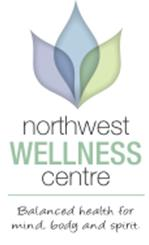 northwest
WELLNESS
centre
Balanced health for
mind, body and spirit